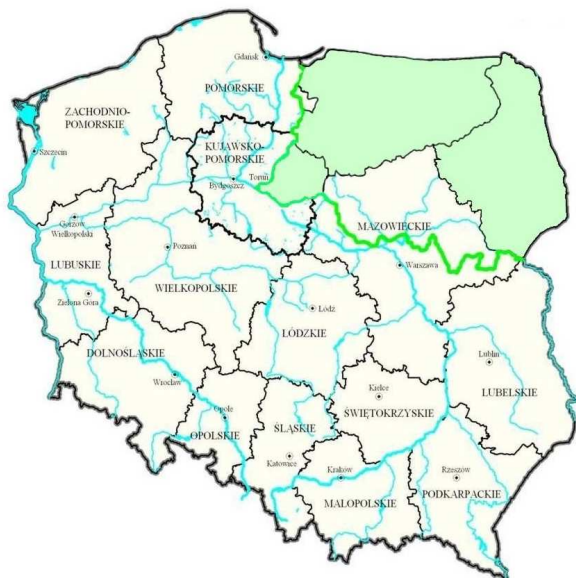 Gdańsk
POMORSKIE
ZACHODNIO-
POMORSKIE
Szczecin
KUJAWSKO-
POMORSKIE
Toruń
Bydgoszcz
MAZOWIECKIE
Gorzów
Wielkopolski
Poznań
Warszawa
LUBUSKIE
WIELKOPOLSKIE
Zielona Góra
Łódź
ŁÓDZKIE
DOLNOŚLĄSKIE
Lublin
Wrocław
LUBELSKIE
Kielce
ŚWIĘTOKRZYSKIE
Opole
OPOLSKIE
ŚLĄSKIE
Katowice
Kraków
Rzeszów
MAŁOPOLSKIE
PODKARPACKIE